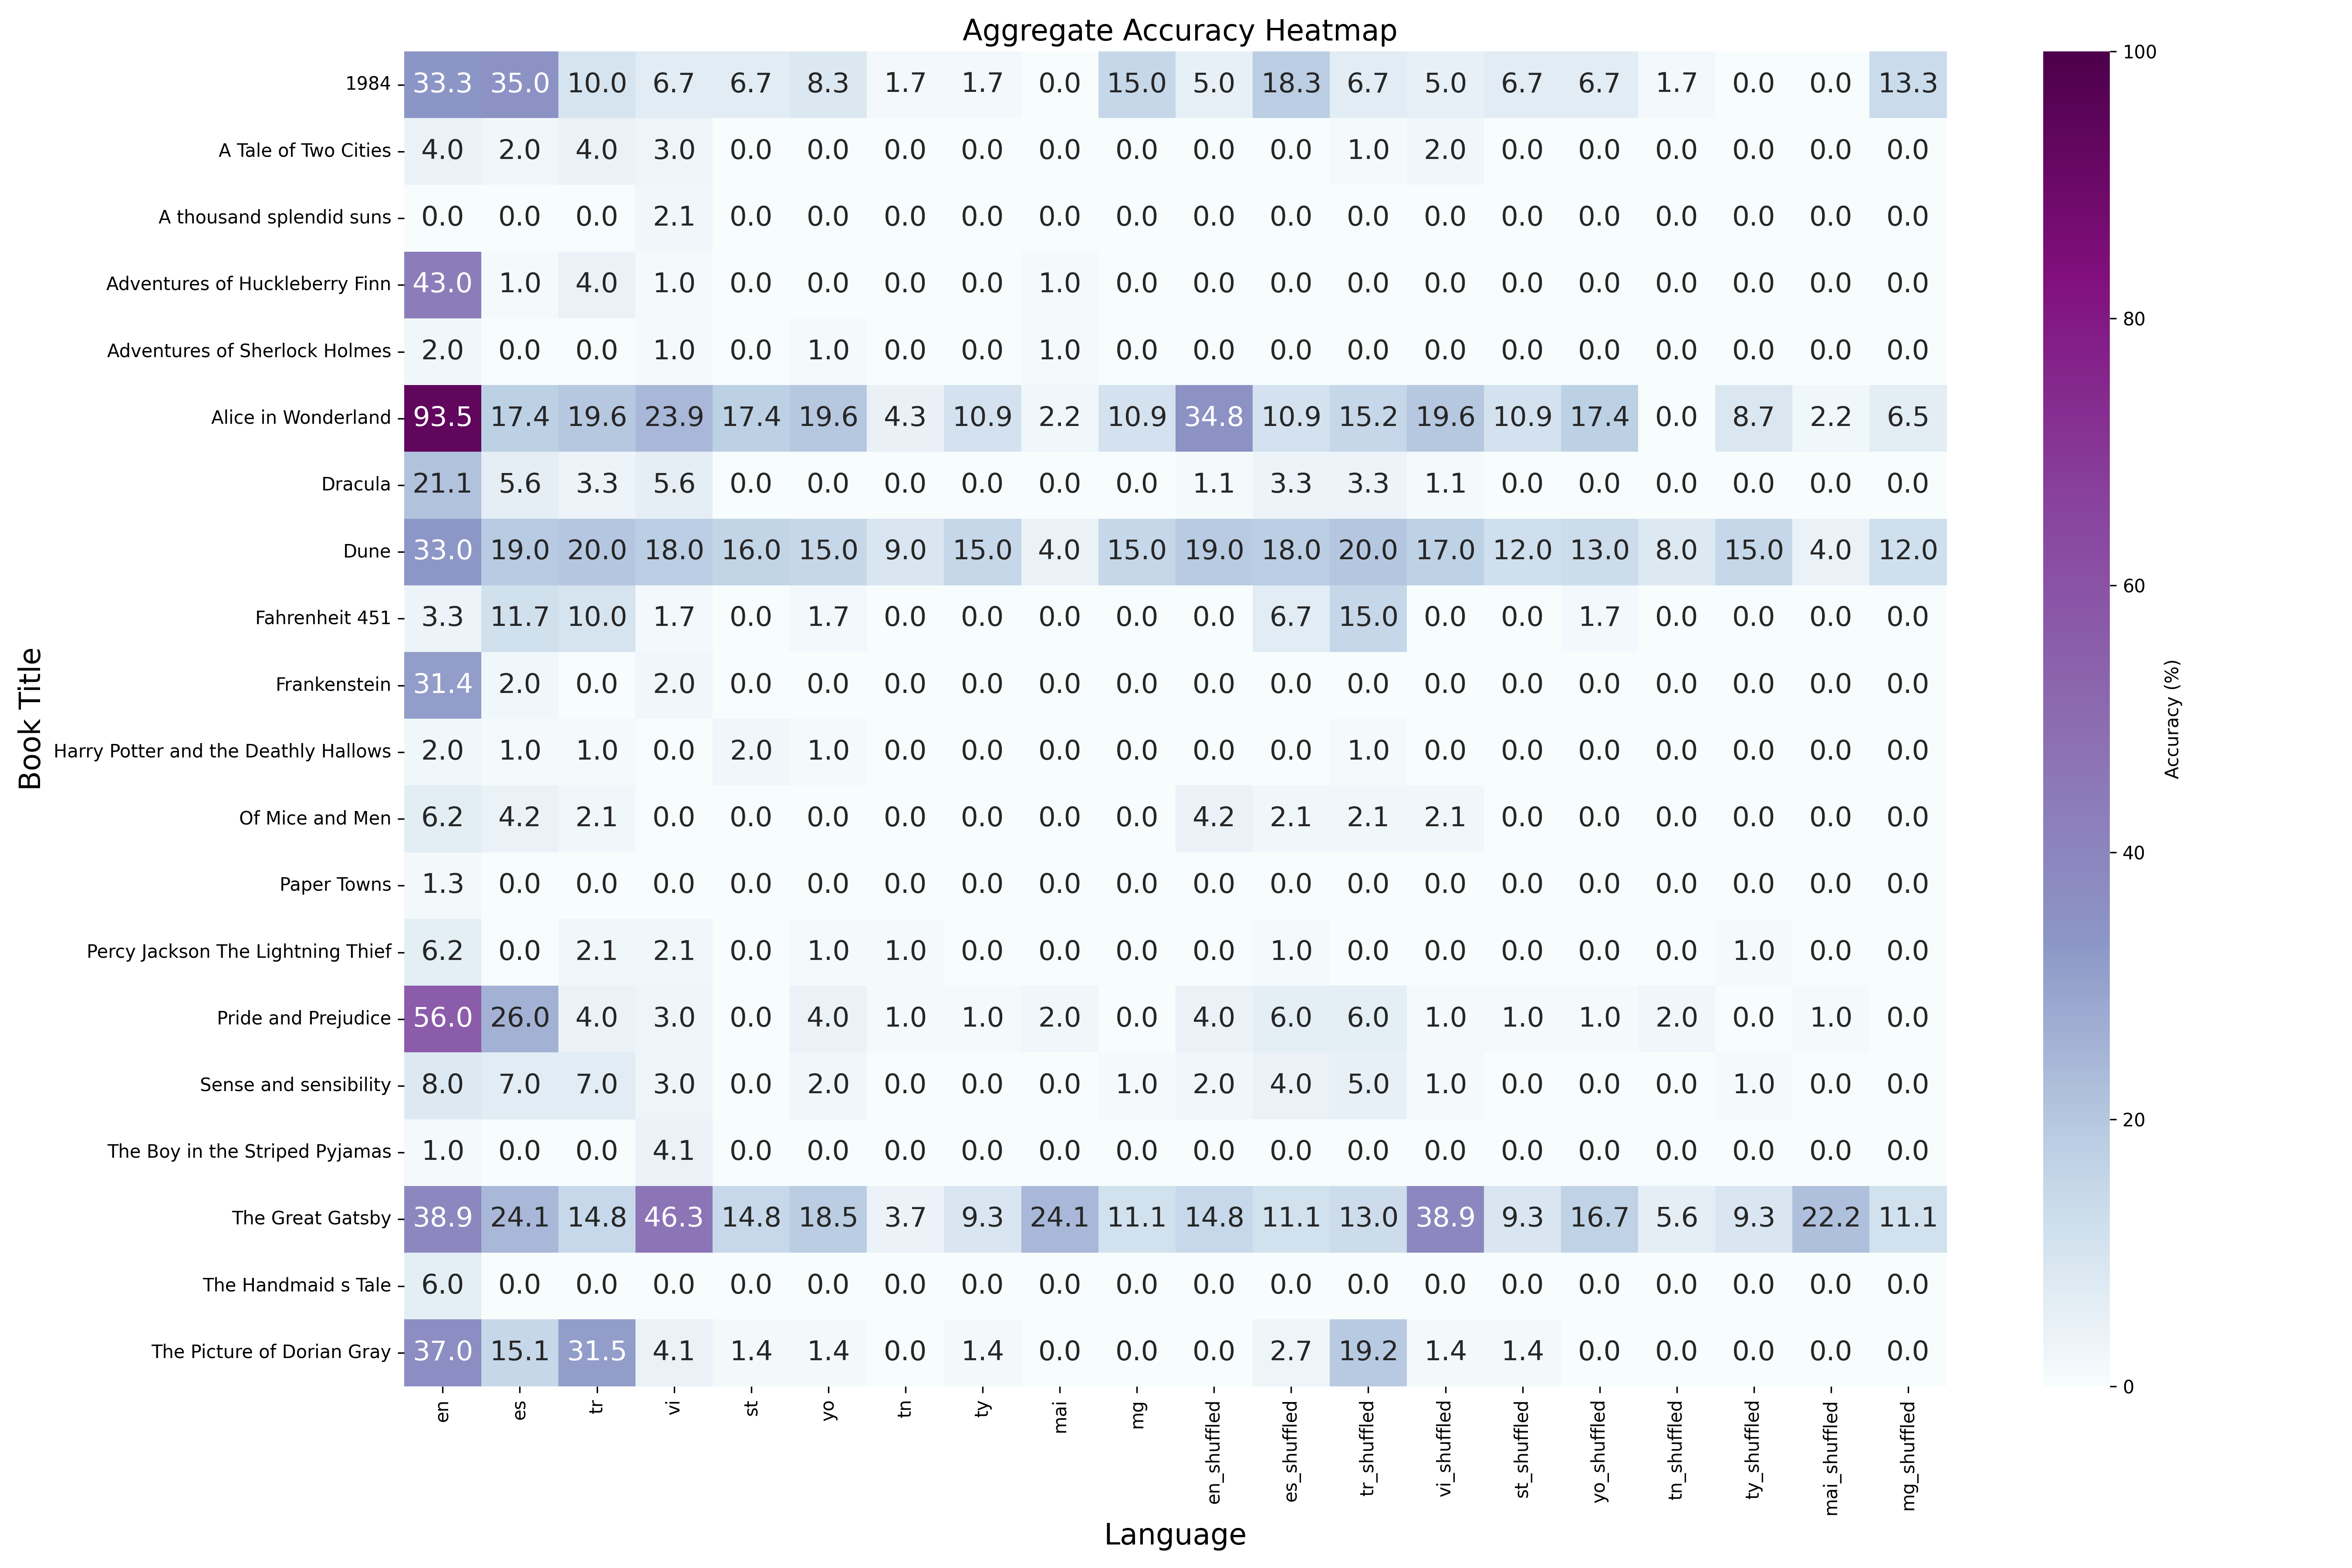 Aggregate Accuracy Heatmap
Book Title
1984 33.3 35.0 10.0 6.7 6.7 8.3 1.7 1.7 0.0 15.0 5.0 18.3 6.7 5.0 6.7 6.7 1.7 0.0 0.0 13.3
A Tale of Two Cities 4.0 2.0 4.0 3.0 0.0 0.0 0.0 0.0 0.0 0.0 0.0 0.0 1.0 2.0 0.0 0.0 0.0 0.0 0.0 0.0
A thousand splendid suns 0.0 0.0 0.0 2.1 0.0 0.0 0.0 0.0 0.0 0.0 0.0 0.0 0.0 0.0 0.0 0.0 0.0 0.0 0.0 0.0
Adventures of Huckleberry Finn 43.0 1.0 4.0 1.0 0.0 0.0 0.0 0.0 1.0 0.0 0.0 0.0 0.0 0.0 0.0 0.0 0.0 0.0 0.0 0.0
Adventures of Sherlock Holmes 2.0 0.0 0.0 1.0 0.0 1.0 0.0 0.0 1.0 0.0 0.0 0.0 0.0 0.0 0.0 0.0 0.0 0.0 0.0 0.0
Alice in Wonderland 93.5 17.4 19.6 23.9 17.4 19.6 4.3 10.9 2.2 10.9 34.8 10.9 15.2 19.6 10.9 17.4 0.0 8.7 2.2 6.5
Dracula 21.1 5.6 3.3 5.6 0.0 0.0 0.0 0.0 0.0 0.0 1.1 3.3 3.3 1.1 0.0 0.0 0.0 0.0 0.0 0.0
Dune 33.0 19.0 20.0 18.0 16.0 15.0 9.0 15.0 4.0 15.0 19.0 18.0 20.0 17.0 12.0 13.0 8.0 15.0 4.0 12.0
Fahrenheit 451 3.3 11.7 10.0 1.7 0.0 1.7 0.0 0.0 0.0 0.0 0.0 6.7 15.0 0.0 0.0 1.7 0.0 0.0 0.0 0.0
Frankenstein 31.4 2.0 0.0 2.0 0.0 0.0 0.0 0.0 0.0 0.0 0.0 0.0 0.0 0.0 0.0 0.0 0.0 0.0 0.0 0.0
Harry Potter and the Deathly Hallows 2.0 1.0 1.0 0.0 2.0 1.0 0.0 0.0 0.0 0.0 0.0 0.0 1.0 0.0 0.0 0.0 0.0 0.0 0.0 0.0
Of Mice and Men 6.2 4.2 2.1 0.0 0.0 0.0 0.0 0.0 0.0 0.0 4.2 2.1 2.1 2.1 0.0 0.0 0.0 0.0 0.0 0.0
Paper Towns 1.3 0.0 0.0 0.0 0.0 0.0 0.0 0.0 0.0 0.0 0.0 0.0 0.0 0.0 0.0 0.0 0.0 0.0 0.0 0.0
Percy Jackson The Lightning Thief 6.2 0.0 2.1 2.1 0.0 1.0 1.0 0.0 0.0 0.0 0.0 1.0 0.0 0.0 0.0 0.0 0.0 1.0 0.0 0.0
Pride and Prejudice 56.0 26.0 4.0 3.0 0.0 4.0 1.0 1.0 2.0 0.0 4.0 6.0 6.0 1.0 1.0 1.0 2.0 0.0 1.0 0.0
Sense and sensibility 8.0 7.0 7.0 3.0 0.0 2.0 0.0 0.0 0.0 1.0 2.0 4.0 5.0 1.0 0.0 0.0 0.0 1.0 0.0 0.0
The Boy in the Striped Pyjamas 1.0 0.0 0.0 4.1 0.0 0.0 0.0 0.0 0.0 0.0 0.0 0.0 0.0 0.0 0.0 0.0 0.0 0.0 0.0 0.0
The Great Gatsby 38.9 24.1 14.8 46.3 14.8 18.5 3.7 9.3 24.1 11.1 14.8 11.1 13.0 38.9 9.3 16.7 5.6 9.3 22.2 11.1
The Handmaid s Tale 6.0 0.0 0.0 0.0 0.0 0.0 0.0 0.0 0.0 0.0 0.0 0.0 0.0 0.0 0.0 0.0 0.0 0.0 0.0 0.0
The Picture of Dorian Gray 37.0 15.1 31.5 4.1 1.4 1.4 0.0 1.4 0.0 0.0 0.0 2.7 19.2 1.4 1.4 0.0 0.0 0.0 0.0 0.0
en es tr vi st yo tn ty mai mg en_shuffled es_shuffled tr_shuffled vi_shuffled st_shuffled yo_shuffled tn_shuffled ty_shuffled mai_shuffled mg_shuffled
Language
100
80
60
40
20
0
Accuracy (%)